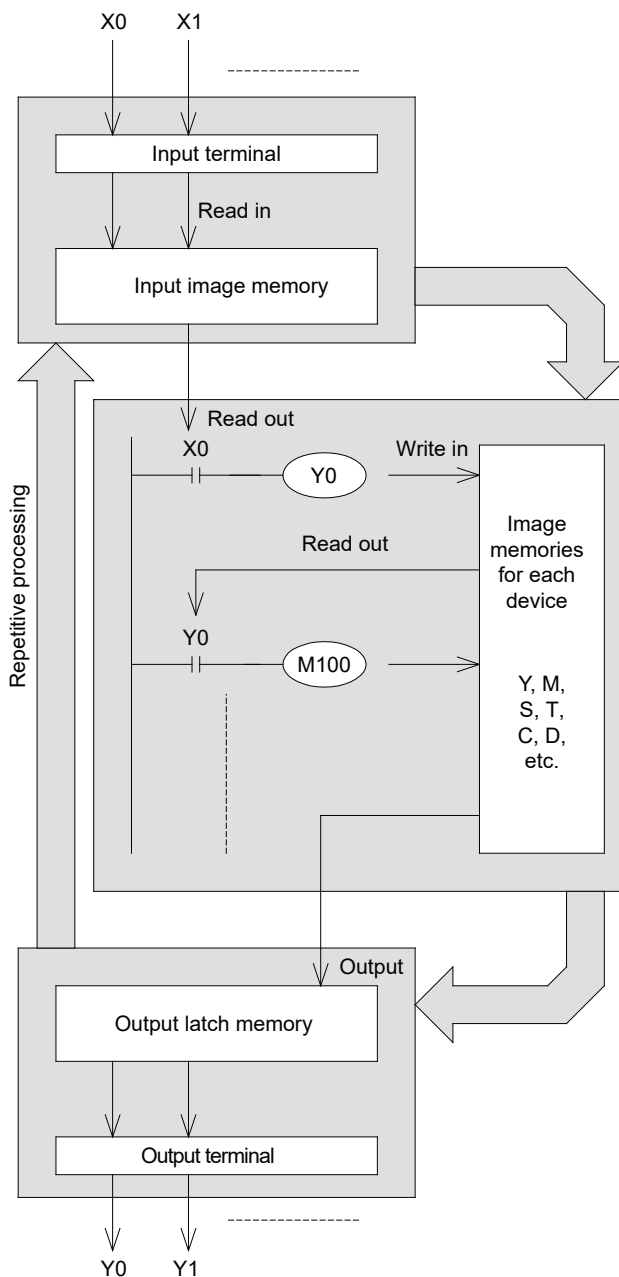 X0 X1
Input terminal
Read in
Input image memory
Read out
X0
Y0
Write in
Image
memories
for each
device
Y, M,
S, T,
C, D,
etc.
Read out
Y0
M100
Repetitive processing
Output
Output latch memory
Output terminal
Y0 Y1